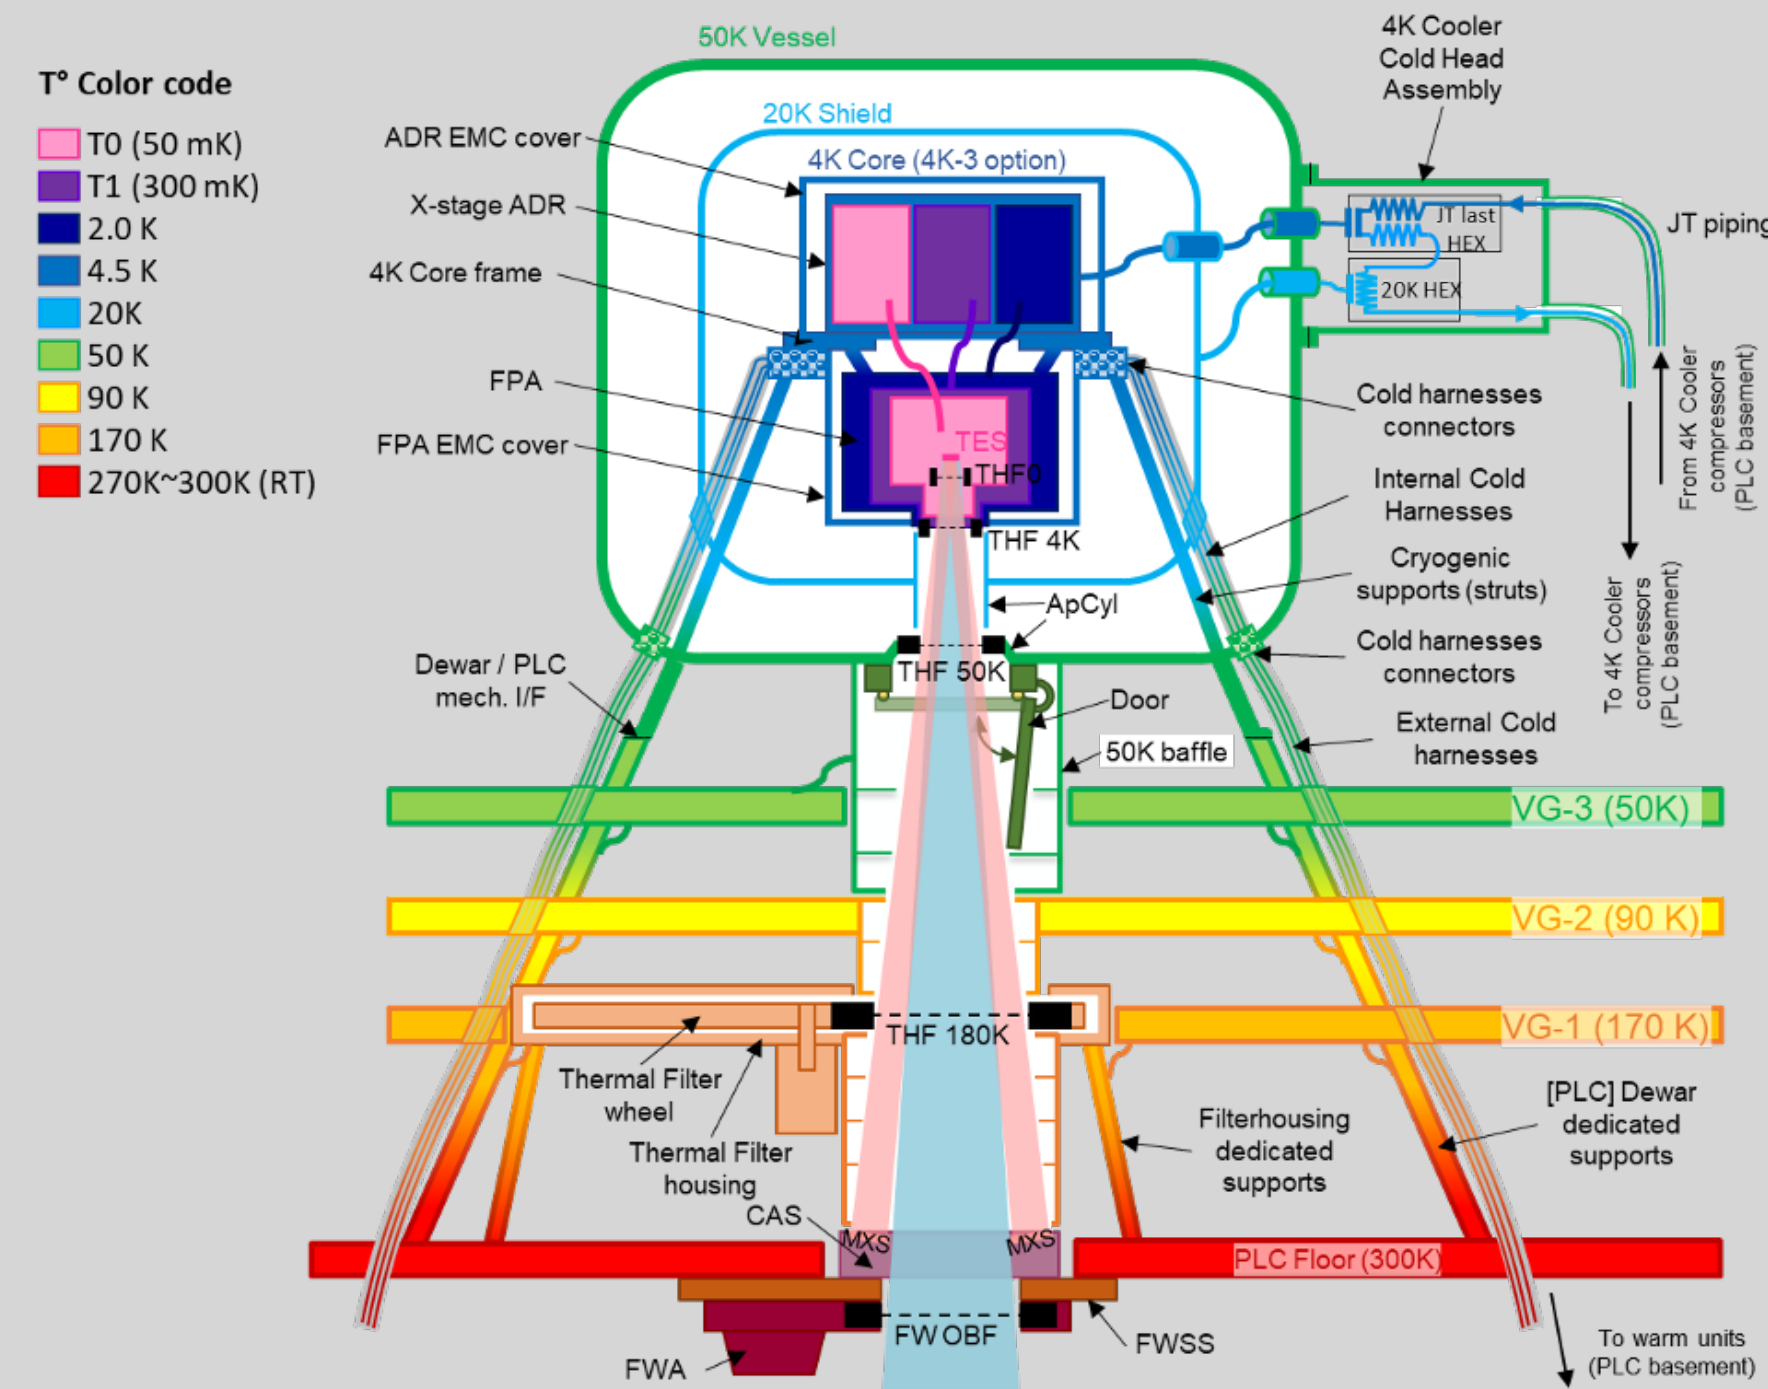 50K Vessel
4K Cooler
Cold Head
Assembly
T° Color code
T0 (50 mK)
T1 (300 mK)
2.0 K
4.5 K
20K
50 K
90 K
170 K
270K~300K (RT)
20K Shield
ADR EMC cover
4K Core (4K-3 option)
X-stage ADR
4K Core frame
FPA
FPA EMC cover
JT last
HEX
20K HEX
JT piping
From 4K Cooler
compressors
(PLC basement)
To 4K Cooler
compressors
(PLC basement)
TES
THF0
THF 4K
ApCyl
THF 50K
Cold harnesses
connectors
Internal Cold
Harnesses
Cryogenic
supports (struts)
Cold harnesses
connectors
External Cold
harnesses
Dewar / PLC
mech. I/F
Door
50K baffle
VG-3 (50K)
VG-2 (90 K)
VG-1 (170 K)
THF 180K
Thermal Filter
wheel
Thermal Filter
housing
Filterhousing
dedicated
supports
[PLC] Dewar
dedicated
supports
CAS
MXS
MXS
PLC Floor (300K)
FW OBF
FWA
FWSS
To warm units
(PLC basement)